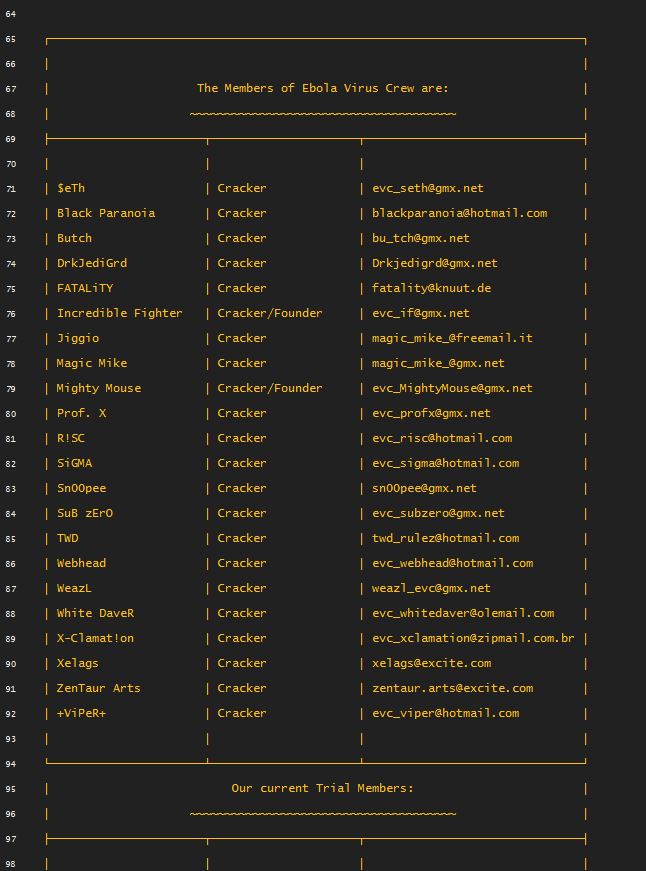 64
65
66
67 The Members of Ebola Virus Crew are:
68 ~~~~~~~~~~~~~~~~~~~~~~~~~~~~~~~~~~~~~~
69
70 | | | |
71 | $eTh | Cracker | evc_seth@gmx.net |
72 | Black Paranoia | Cracker | blackparanoia@hotmail.com |
73 | Butch | Cracker | bu_tch@gmx.net |
74 | DrkJediGrd | Cracker | Drkjedigrd@gmx.net |
75 | FATALiTY | Cracker | fatality@knuut.de |
76 | Incredible Fighter | Cracker/Founder | evc_if@gmx.net |
77 | Jiggio | Cracker | magic_mike_@freemail.it |
78 | Magic Mike | Cracker | magic_mike_@gmx.net |
79 | Mighty Mouse | Cracker/Founder | evc_MightyMouse@gmx.net |
80 | Prof. X | Cracker | evc_profx@gmx.net |
81 | R!SC | Cracker | evc_risc@hotmail.com |
82 | SiGMA | Cracker | evc_sigma@hotmail.com |
83 | SnOOpee | Cracker | snOOpee@gmx.net |
84 | SuB zErO | Cracker | evc_subzero@gmx.net |
85 | TWD | Cracker | twd_rulez@hotmail.com |
86 | Webhead | Cracker | evc_webhead@hotmail.com |
87 | WeazL | Cracker | weazl_evc@gmx.net |
88 | White DaveR | Cracker | evc_whitedaver@olemail.com |
89 | X-Clamat!on | Cracker | evc_xclamation@zipmail.com.br |
90 | Xelags | Cracker | xelags@excite.com |
91 | ZenTaur Arts | Cracker | zentaur.arts@excite.com |
92 | +ViPeR+ | Cracker | evc_viper@hotmail.com |
93 | | | |
94
95 | Our current Trial Members: |
96 | ~~~~~~~~~~~~~~~~~~~~~~~~~~~~~~~~~~~~~~ |
97
98 | | | |